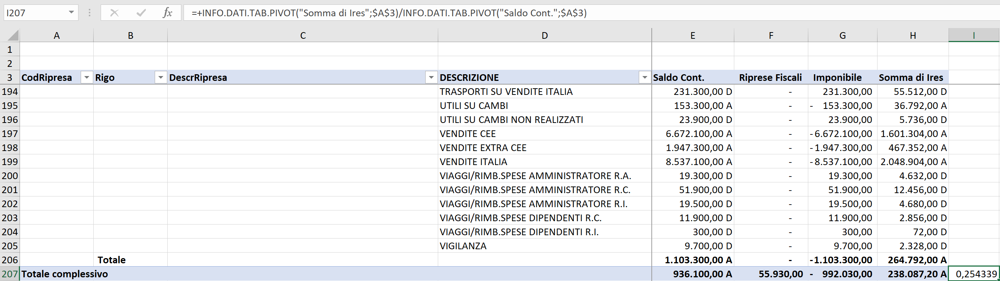 I207 fx =+INFO.DATI.TAB.PIVOT("Somma di Ires";$A$3)/INFO.DATI.TAB.PIVOT("Saldo Cont.";$A$3)
A B C D E F G H I
1
2
3 CodRipresa Rigo DescrRipresa DESCRIZIONE Saldo Cont. Riprese Fiscali Imponibile Somma di Ires
194 TRASPORTI SU VENDITE ITALIA 231.300,00 D - 231.300,00 55.512,00 D
195 UTILI SU CAMBI 153.300,00 A - - 153.300,00 36.792,00 A
196 UTILI SU CAMBI NON REALIZZATI 23.900,00 D - 23.900,00 5.736,00 D
197 VENDITE CEE 6.672.100,00 A - -6.672.100,00 1.601.304,00 A
198 VENDITE EXTRA CEE 1.947.300,00 A - -1.947.300,00 467.352,00 A
199 VENDITE ITALIA 8.537.100,00 A - -8.537.100,00 2.048.904,00 A
200 VIAGGI/RIMB.SPESE AMMINISTRATORE R.A. 19.300,00 D - 19.300,00 4.632,00 D
201 VIAGGI/RIMB.SPESE AMMINISTRATORE R.C. 51.900,00 D - 51.900,00 12.456,00 D
202 VIAGGI/RIMB.SPESE AMMINISTRATORE R.I. 19.500,00 D - 19.500,00 4.680,00 D
203 VIAGGI/RIMB.SPESE DIPENDENTI R.C. 11.900,00 D - 11.900,00 2.856,00 D
204 VIAGGI/RIMB.SPESE DIPENDENTI R.I. 300,00 D - 300,00 72,00 D
205 VIGILANZA 9.700,00 D - 9.700,00 2.328,00 D
206 Totale 1.103.300,00 A - -1.103.300,00 264.792,00 A
207 Totale complessivo 936.100,00 A 55.930,00 - 992.030,00 238.087,20 A 0,254339